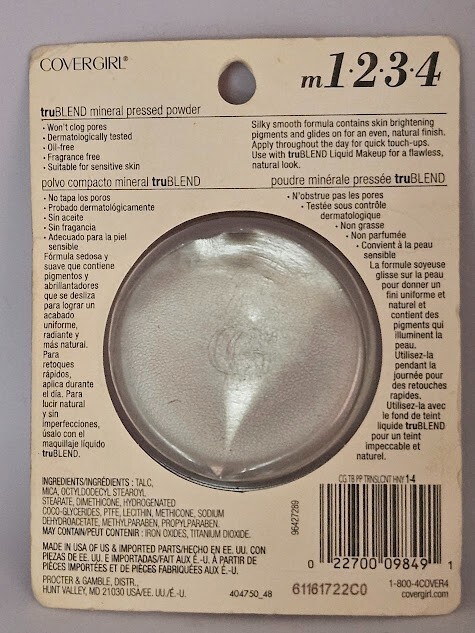 COVERGIRL®
m1·2·3·4
truBLEND mineral pressed powder
• Won't clog pores
• Dermatologically tested
• Oil-free
• Fragrance free
• Suitable for sensitive skin
Silky smooth formula contains skin brightening
pigments and glides on for an even, natural finish.
Apply throughout the day for quick touch-ups.
Use with truBLEND Liquid Makeup for a flawless,
natural look.
polvo compacto mineral truBLEND
• No tapa los poros
• Probado dermatológicamente
• Sin aceite
• Sin fragancia
• Adecuado para la piel
sensible
Fórmula sedosa y
suave que contiene
pigmentos y
abrillantadores
que se desliza
para lograr un
acabado
uniforme,
radiante y
más natural.
Para
retoques
rápidos,
aplica durante
el día. Para
lucir natural
y sin
imperfecciones,
úsalo con el
maquillaje líquido
truBLEND.
poudre minérale pressée truBLEND
• N'obstrue pas les pores
• Testée sous contrôle
dermatologique
• Non grasse
• Non parfumée
• Convient à la peau
sensible
La formule soyeuse
glisse sur la peau
pour donner un
fini uniforme et
naturel et
contient des
pigments qui
illuminent la
peau.
Utilisez-la
pendant la
journée pour
des retouches
rapides.
Utilisez-la avec
le fond de teint
liquide truBLEND
pour un teint
impeccable et
naturel.
INGREDIENTS/INGRÉDIENTS : TALC,
MICA, OCTYLDODECYL STEAROYL
STEARATE, DIMETHICONE, HYDROGENATED
COCO-GLYCERIDES, PTFE, LECITHIN, METHICONE, SODIUM
DEHYDROACETATE, METHYLPARABEN, PROPYLPARABEN.
MAY CONTAIN/PEUT CONTENIR : IRON OXIDES, TITANIUM DIOXIDE.
MADE IN USA OF US & IMPORTED PARTS/HECHO EN EE. UU. CON
PIEZAS DE EE. UU. E IMPORTADAS/FAIT AUX É.-U. À PARTIR DE
PIÈCES IMPORTÉES ET DE PIÈCES FABRIQUÉES AUX É.-U.
PROCTER & GAMBLE, DISTR.,
HUNT VALLEY, MD 21030 USA/EE. UU./É.-U.
404750_48
96427289
CG TB PP TRNSLCNT HNY 1-4
0 22700 09849 1
61161722C0
1-800-4COVER4
covergirl.com